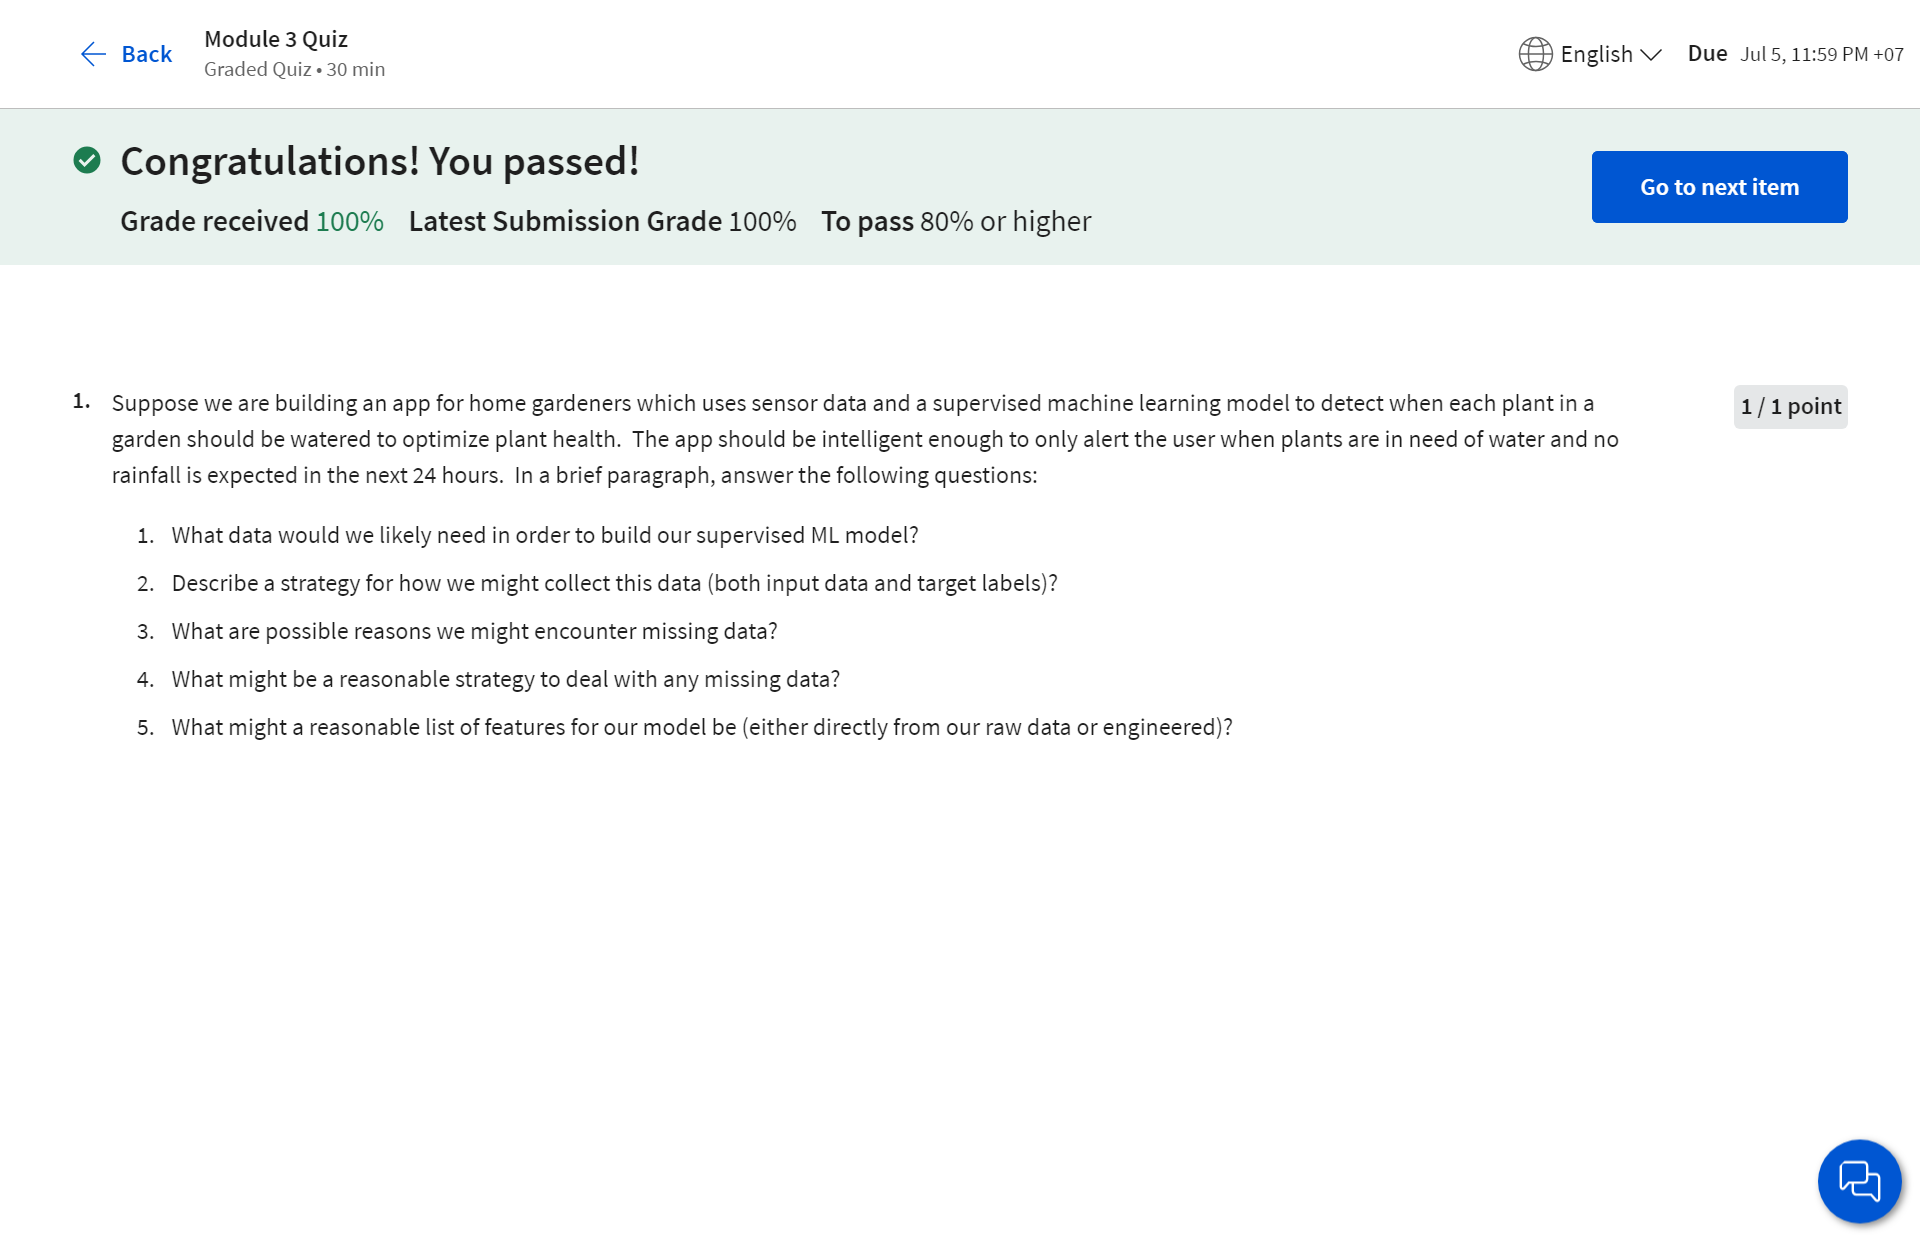 Back
Module 3 Quiz
Graded Quiz • 30 min
English
Due Jul 5, 11:59 PM +07
Congratulations! You passed!
Grade received 100% Latest Submission Grade 100% To pass 80% or higher
Go to next item
1. Suppose we are building an app for home gardeners which uses sensor data and a supervised machine learning model to detect when each plant in a
garden should be watered to optimize plant health. The app should be intelligent enough to only alert the user when plants are in need of water and no
rainfall is expected in the next 24 hours. In a brief paragraph, answer the following questions:
1 / 1 point
1. What data would we likely need in order to build our supervised ML model?
2. Describe a strategy for how we might collect this data (both input data and target labels)?
3. What are possible reasons we might encounter missing data?
4. What might be a reasonable strategy to deal with any missing data?
5. What might a reasonable list of features for our model be (either directly from our raw data or engineered)?